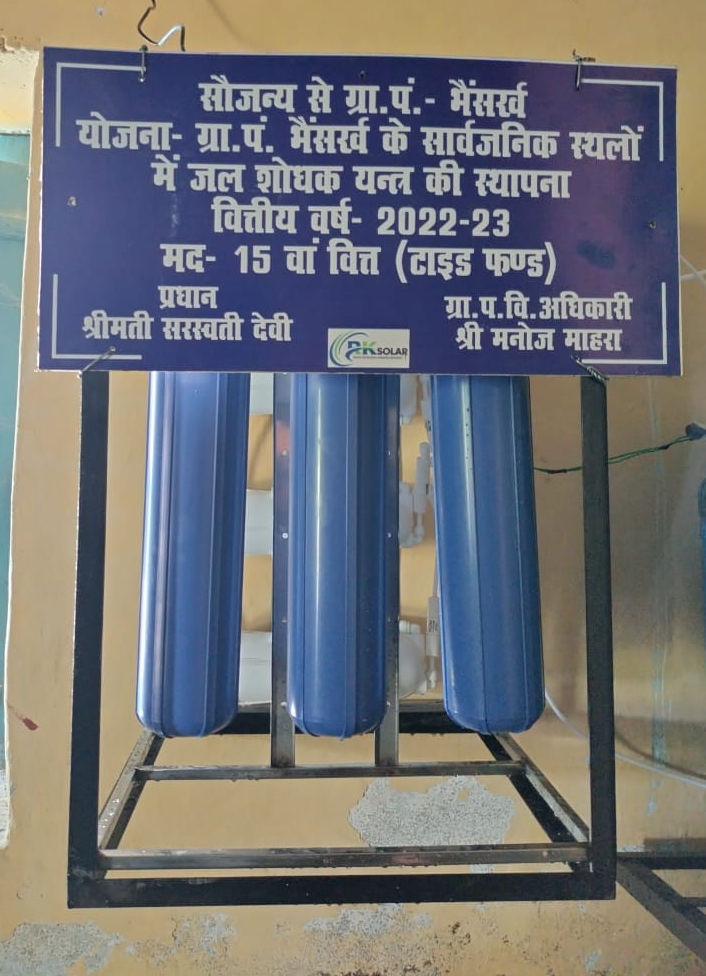 सौजन्य से ग्रा.पं.- भैंसर्ख
योजना- ग्रा.पं. भैंसर्ख के सार्वजनिक स्थलों
में जल शोधक यन्त्र की स्थापना
वित्तीय वर्ष- 2022-23
मद- 15 वां वित्त (टाइड फण्ड)
प्रधान
श्रीमती सरस्वती देवी
ग्रा.प.वि.अधिकारी
श्री मनोज माहरा
RK SOLAR